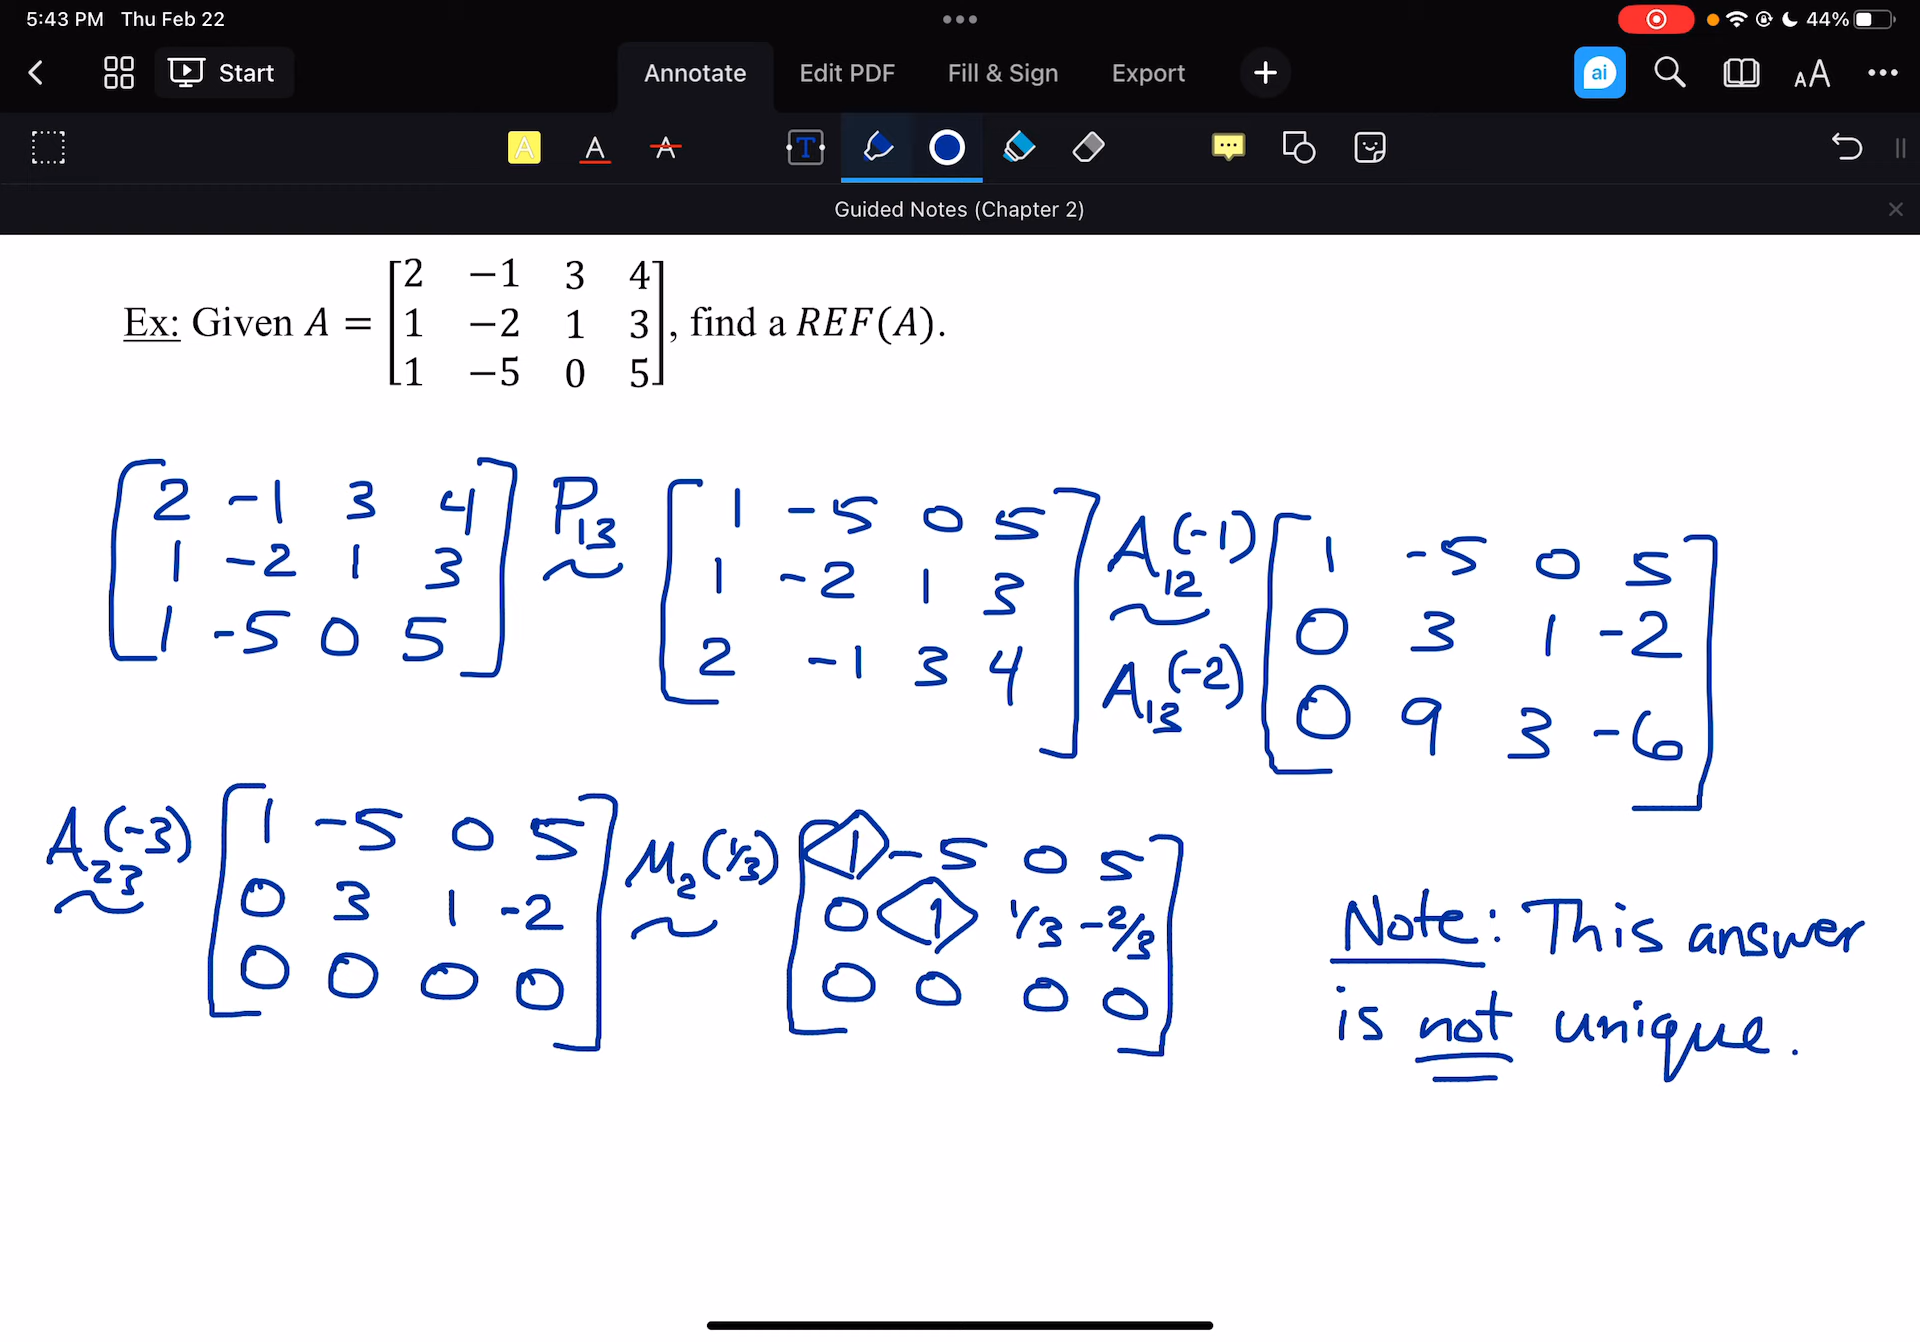 5:43 PM Thu Feb 22 44%
Start Annotate Edit PDF Fill & Sign Export + ai AA
A A A T
Guided Notes (Chapter 2)
Ex: Given A = [2 −1 3 4
1 −2 1 3
1 −5 0 5], find a REF(A).
[2 -1 3 4
1 -2 1 3
1 -5 0 5]
P₁₃ ~
[1 -5 0 5
1 -2 1 3
2 -1 3 4]
A₁₂(-1) ~
A₁₃(-2)
[1 -5 0 5
0 3 1 -2
0 9 3 -6]
A₂₃(-3) ~
[1 -5 0 5
0 3 1 -2
0 0 0 0]
M₂(1/3) ~
[1 -5 0 5
0 1 1/3 -2/3
0 0 0 0]
Note: This answer
is not unique.